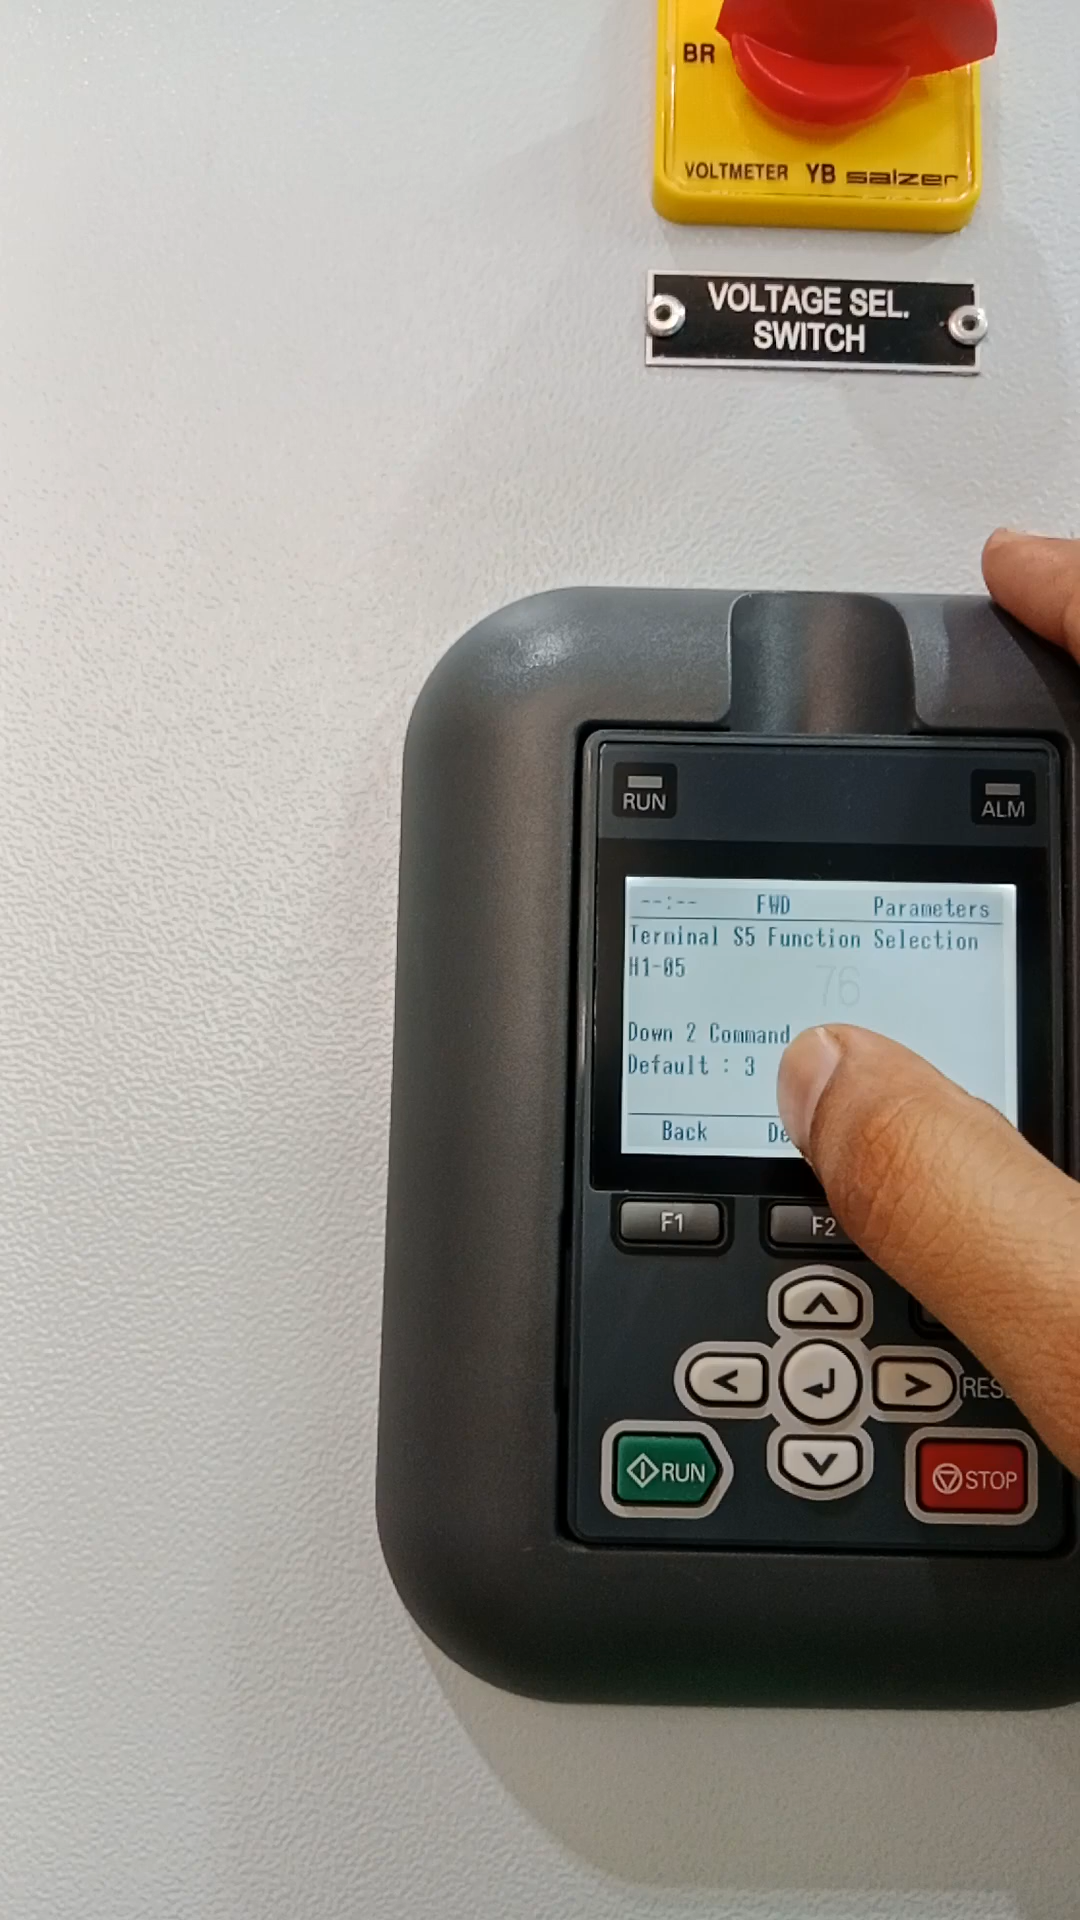 BR
VOLTMETER YB salzer
VOLTAGE SEL.
SWITCH
RUN
ALM
--:-- FWD Parameters
Terminal S5 Function Selection
H1-05
76
Down 2 Command
Default : 3
Back
F1
F2
RUN
STOP